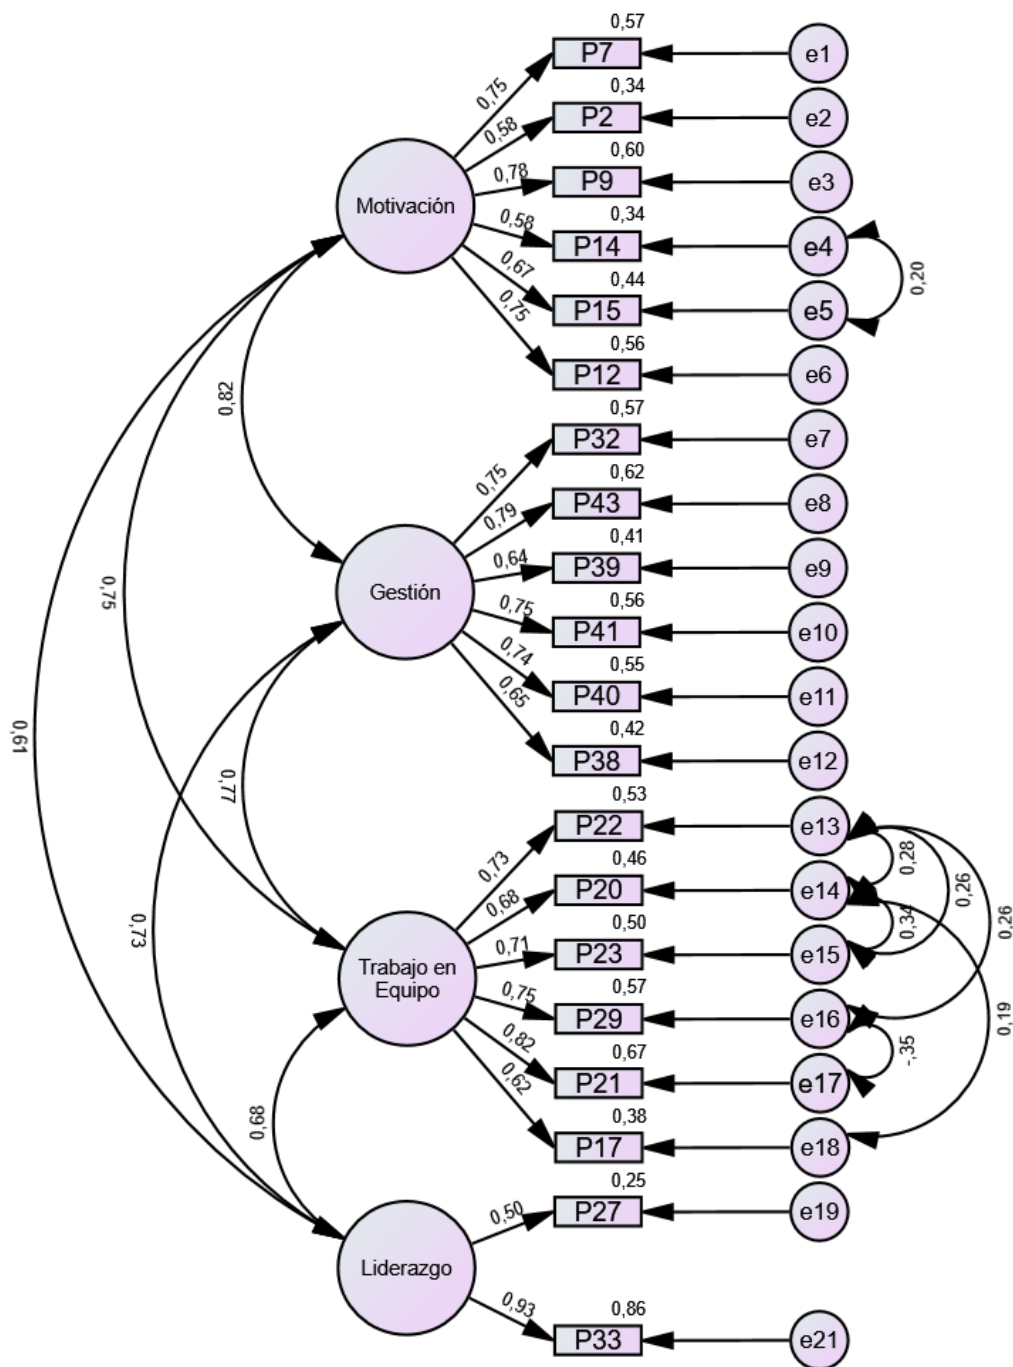 0,57
P7
e1
0,75
0,34
P2
e2
0,58
0,60
P9
e3
0,78
Motivación
0,34
P14
e4
0,58
0,20
0,44
P15
e5
0,67
0,56
P12
e6
0,75
0,82
0,57
P32
e7
0,75
0,62
P43
e8
0,79
0,41
P39
e9
0,64
Gestión
0,56
P41
e10
0,75
0,55
P40
e11
0,74
0,42
P38
e12
0,65
0,75
0,61
0,77
0,73
0,53
P22
e13
0,73
0,28
0,46
P20
e14
0,68
0,26
0,34
0,26
0,50
P23
e15
0,71
Trabajo en
Equipo
0,57
P29
e16
0,75
0,19
-,35
0,67
P21
e17
0,82
0,38
P17
e18
0,62
0,68
0,25
P27
e19
0,50
Liderazgo
0,86
P33
e21
0,93